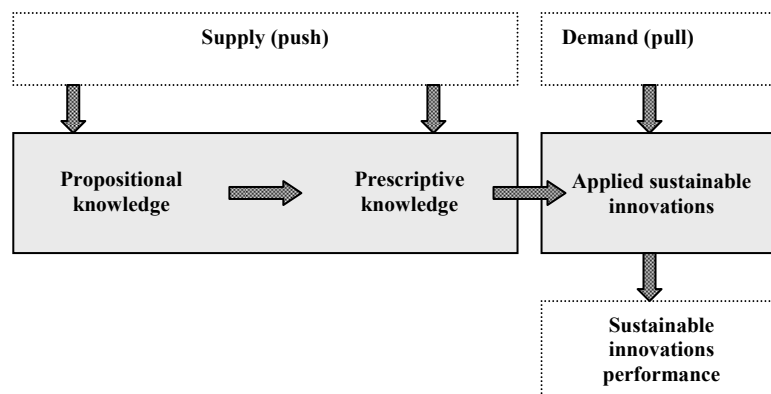 Supply (push)
Demand (pull)
Propositional
knowledge
Prescriptive
knowledge
Applied sustainable
innovations
Sustainable
innovations
performance